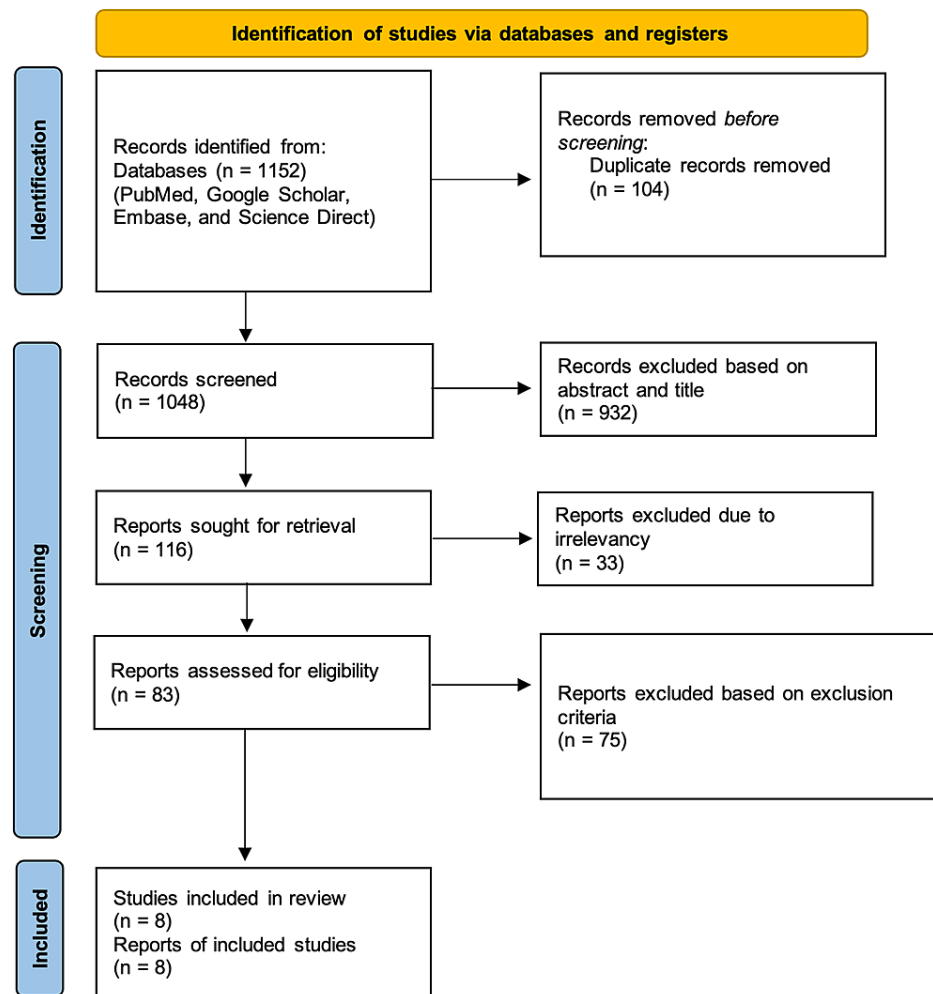 Identification of studies via databases and registers
Identification
Records identified from:
Databases (n = 1152)
(PubMed, Google Scholar,
Embase, and Science Direct)
Records removed before
screening:
Duplicate records removed
(n = 104)
Screening
Records screened
(n = 1048)
Records excluded based on
abstract and title
(n = 932)
Reports sought for retrieval
(n = 116)
Reports excluded due to
irrelevancy
(n = 33)
Reports assessed for eligibility
(n = 83)
Reports excluded based on exclusion
criteria
(n = 75)
Included
Studies included in review
(n = 8)
Reports of included studies
(n = 8)